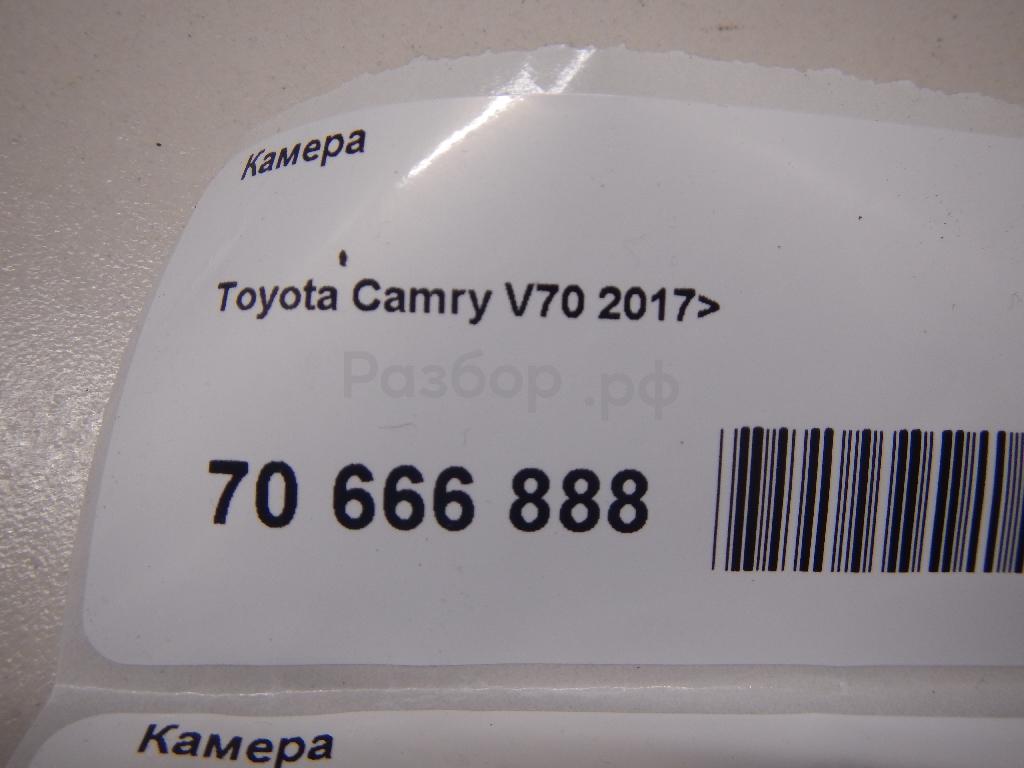 Камера
Toyota Camry V70 2017>
Разбор.рф
70 666 888
Камера